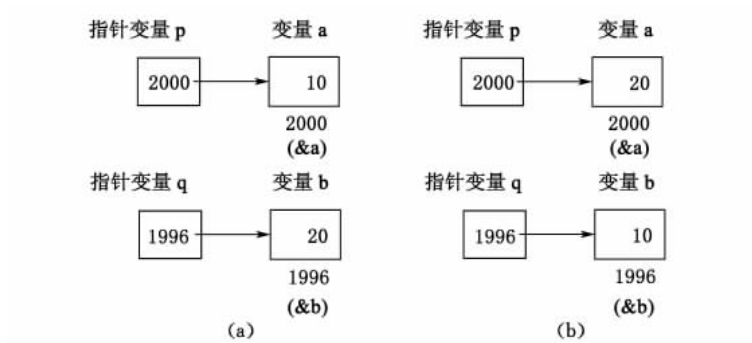 指针变量 p 变量 a 指针变量 p 变量 a
2000 10 2000 20
2000 2000
(&a) (&a)
指针变量 q 变量 b 指针变量 q 变量 b
1996 20 1996 10
1996 1996
(&b) (&b)
(a) (b)